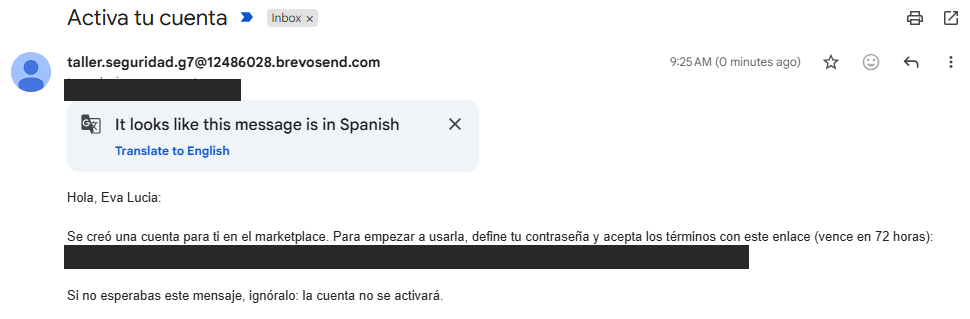 Activa tu cuenta
Inbox ×
taller.seguridad.g7@12486028.brevosend.com
9:25 AM (0 minutes ago)
It looks like this message is in Spanish
Translate to English
Hola, Eva Lucia:
Se creó una cuenta para ti en el marketplace. Para empezar a usarla, define tu contraseña y acepta los términos con este enlace (vence en 72 horas):
Si no esperabas este mensaje, ignóralo: la cuenta no se activará.